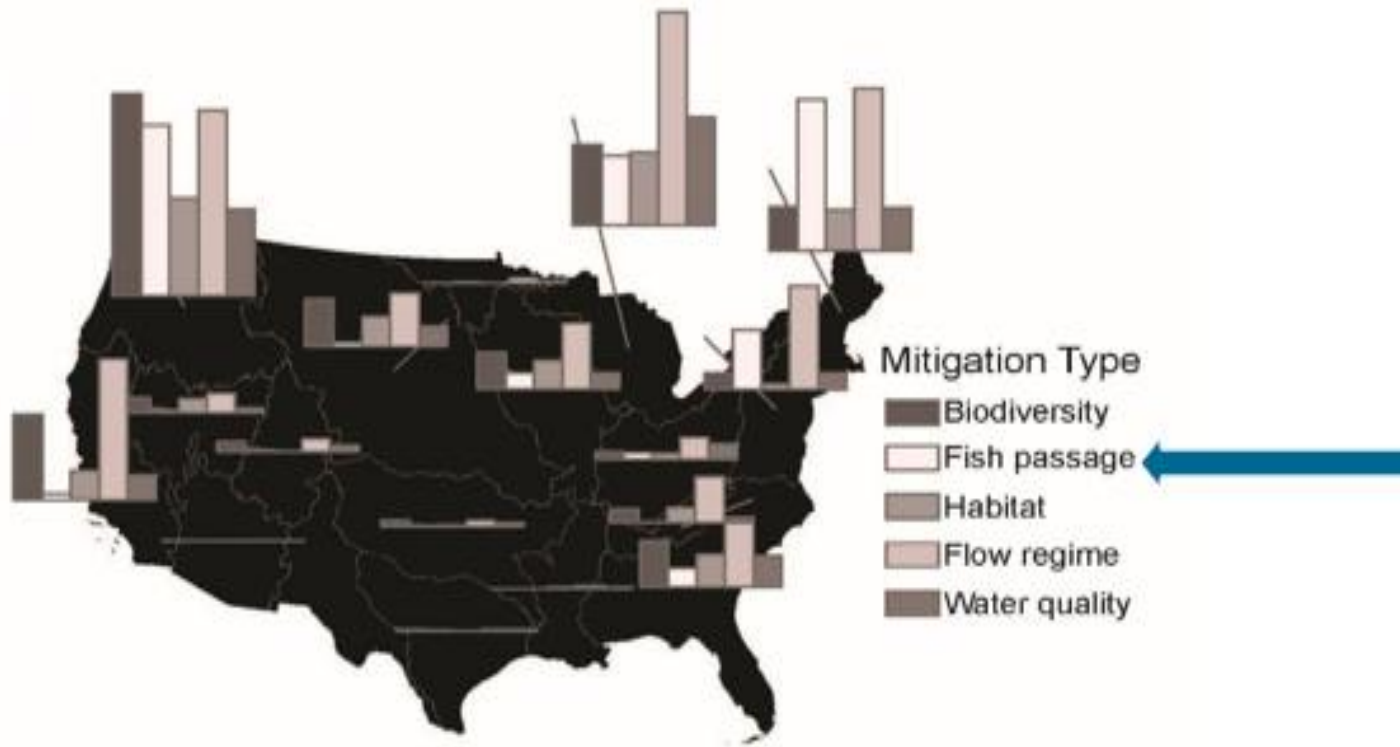 Mitigation Type
Biodiversity
Fish passage
Habitat
Flow regime
Water quality